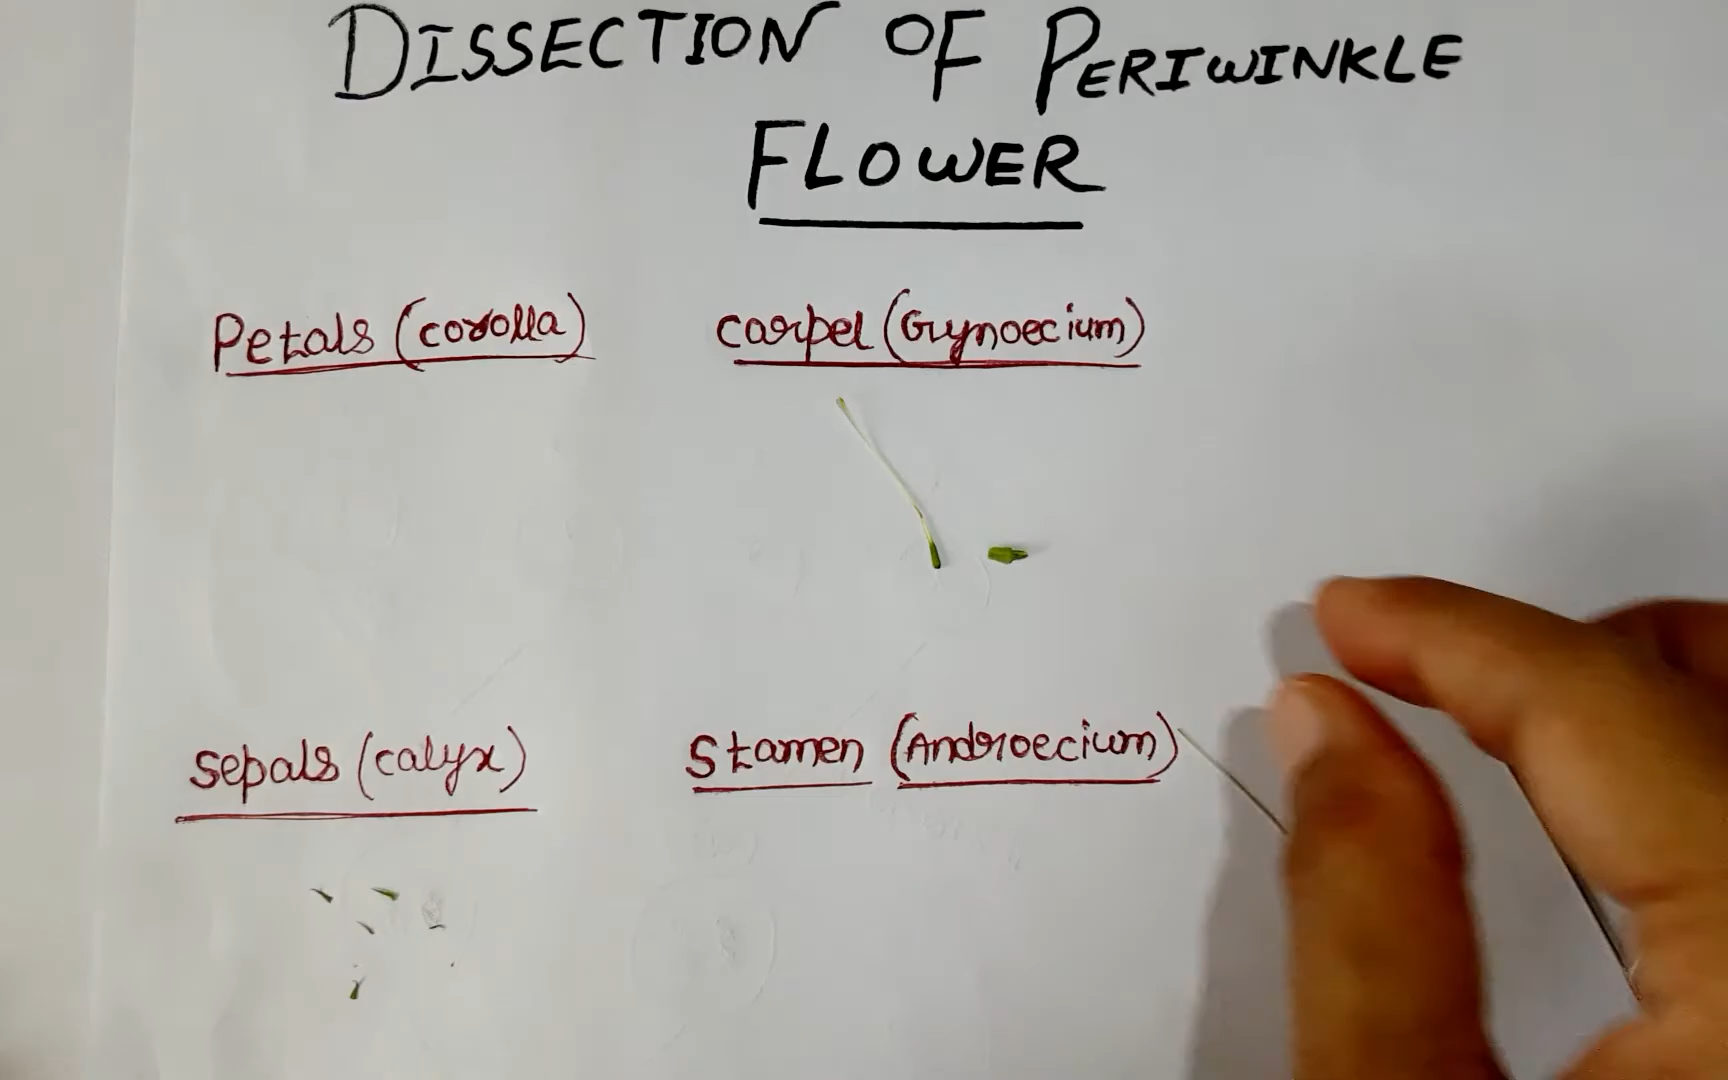 DISSECTION OF PERIWINKLE
FLOWER
Petals (corolla)
carpel (Gynoecium)
sepals (calyx)
Stamen (Androecium)